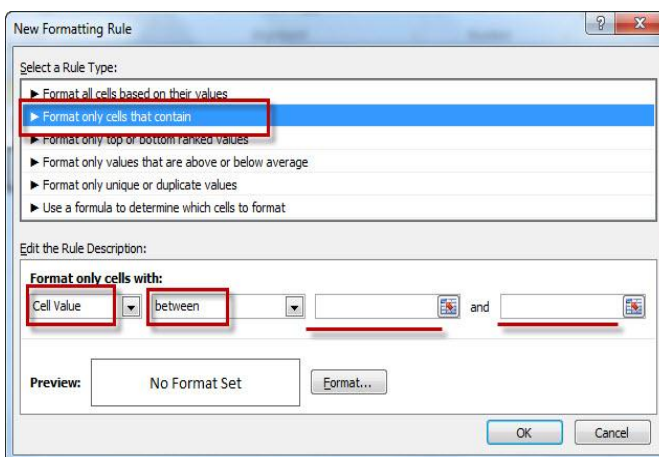 New Formatting Rule
Select a Rule Type:
► Format all cells based on their values
► Format only cells that contain
► Format only top or bottom ranked values
► Format only values that are above or below average
► Format only unique or duplicate values
► Use a formula to determine which cells to format
Edit the Rule Description:
Format only cells with:
Cell Value between and
Preview: No Format Set Format...
OK Cancel